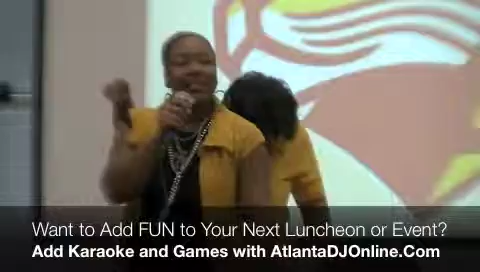 Want to Add FUN to Your Next Luncheon or Event?
Add Karaoke and Games with AtlantaDJOnline.Com